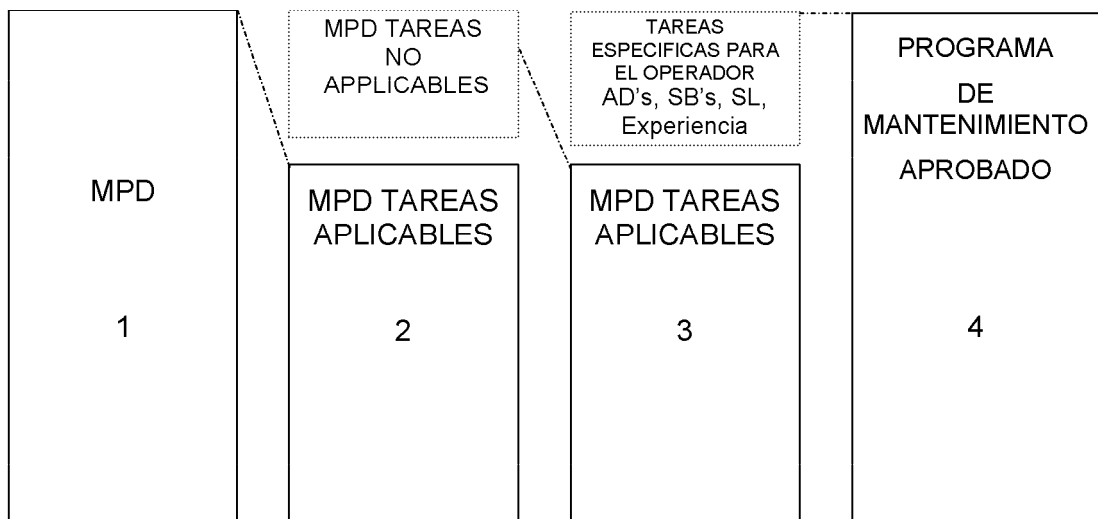 MPD
1
MPD TAREAS
NO
APPLICABLES
MPD TAREAS
APLICABLES
2
TAREAS
ESPECIFICAS PARA
EL OPERADOR
AD's, SB's, SL,
Experiencia
MPD TAREAS
APLICABLES
3
PROGRAMA
DE
MANTENIMIENTO
APROBADO
4